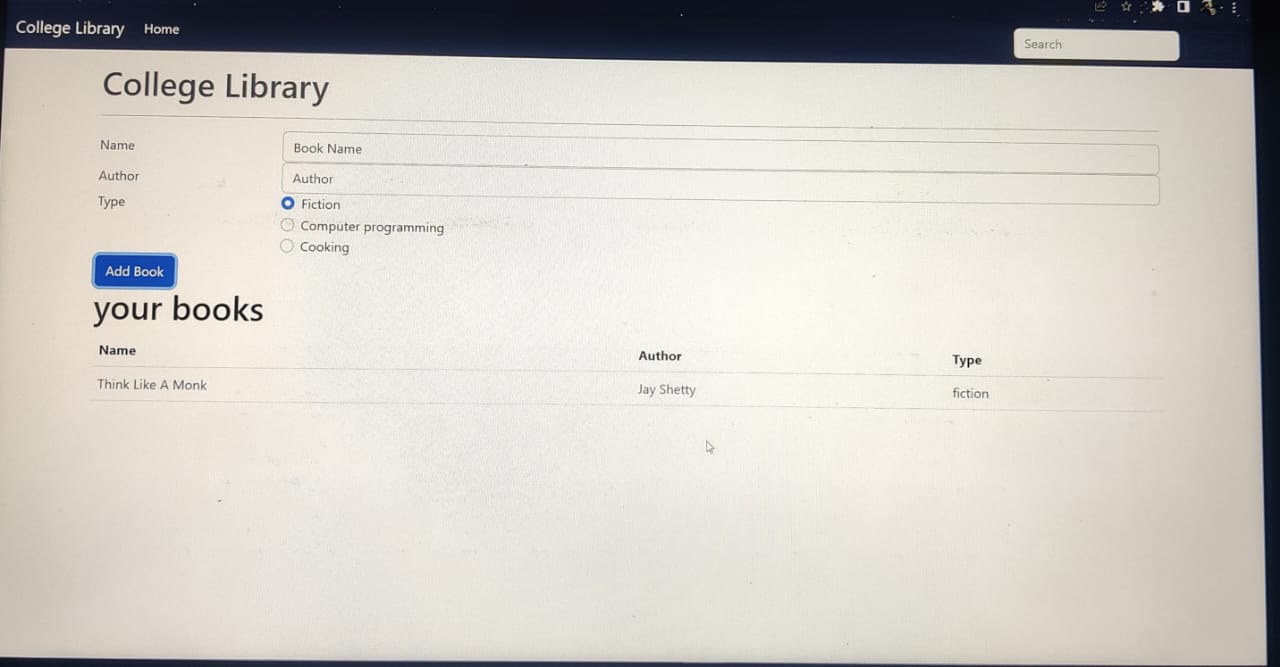 College Library Home
Search
College Library
Name Book Name
Author Author
Type Fiction
Computer programming
Cooking
Add Book
your books
Name Author Type
Think Like A Monk Jay Shetty fiction